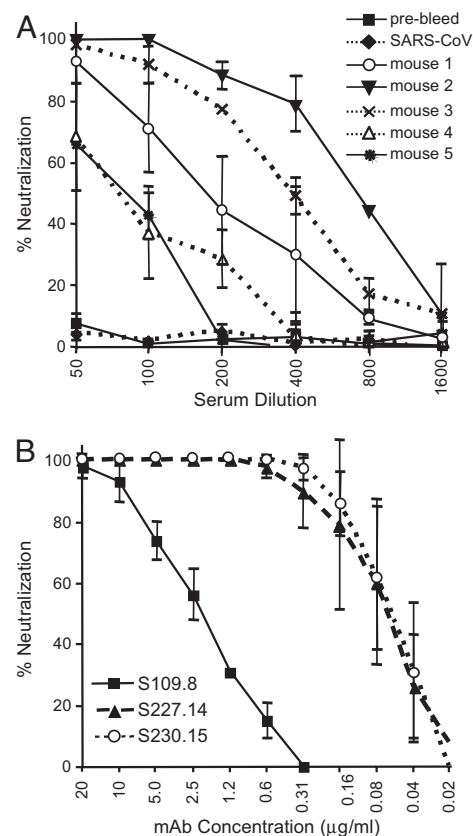 A
pre-bleed
SARS-CoV
mouse 1
mouse 2
mouse 3
mouse 4
mouse 5
100
80
60
40
20
0
% Neutralization
50
100
200
400
800
1600
Serum Dilution
B
100
80
60
40
20
0
% Neutralization
S109.8
S227.14
S230.15
20
10
5.0
2.5
1.2
0.6
0.31
0.16
0.08
0.04
0.02
mAb Concentration (μg/ml)